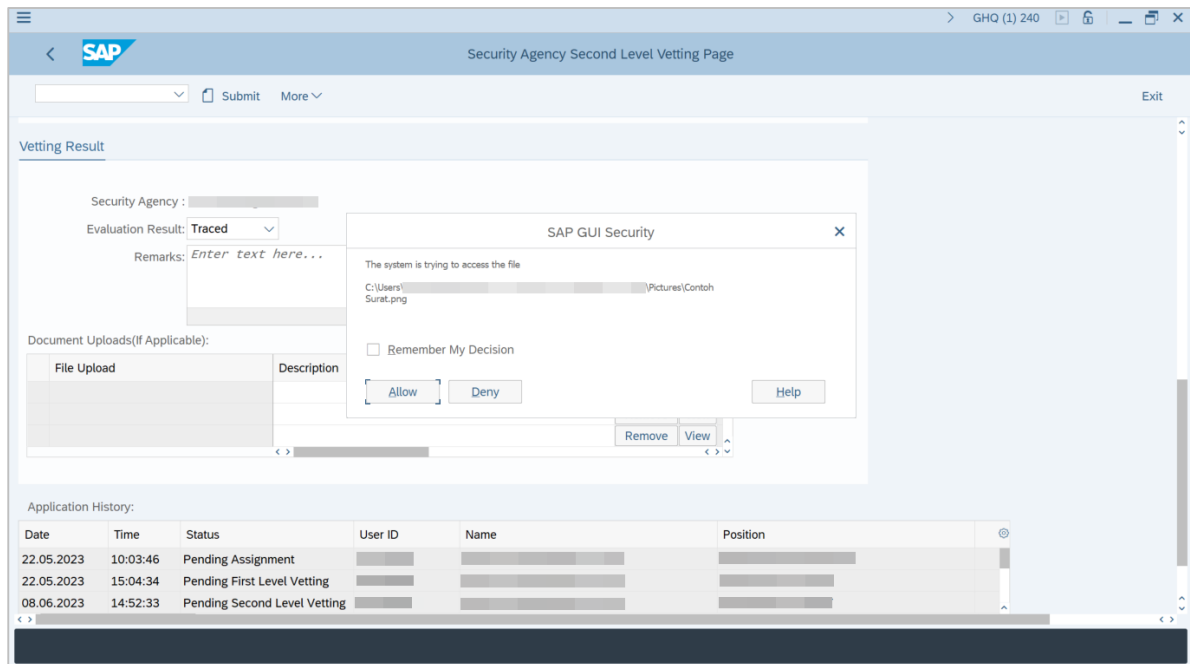 GHQ (1) 240
SAP
Security Agency Second Level Vetting Page
Submit More Exit
Vetting Result
Security Agency :
Evaluation Result: Traced
Remarks: Enter text here...
SAP GUI Security
The system is trying to access the file
C:\Users\ \Pictures\Contoh
Surat.png
Remember My Decision
Allow Deny Help
Document Uploads(If Applicable):
File Upload Description
Remove View
Application History:
Date Time Status User ID Name Position
22.05.2023 10:03:46 Pending Assignment
22.05.2023 15:04:34 Pending First Level Vetting
08.06.2023 14:52:33 Pending Second Level Vetting